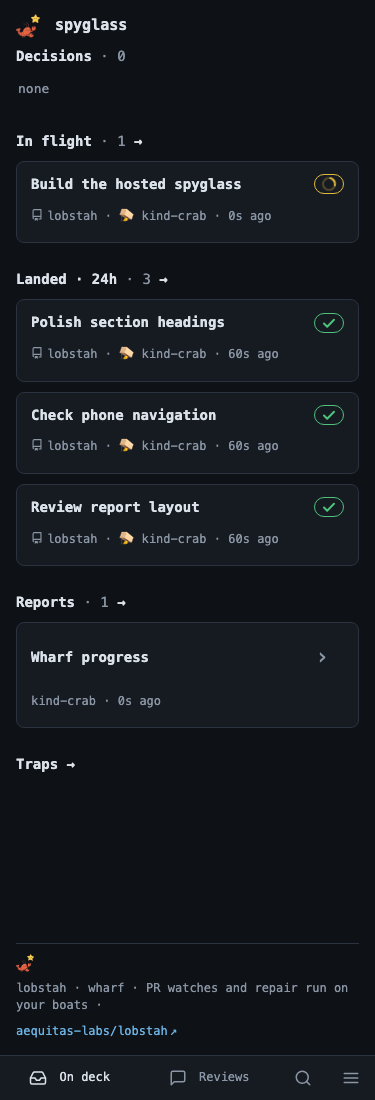 spyglass
Decisions · 0
none
In flight · 1 →
Build the hosted spyglass
lobstah · kind-crab · 0s ago
Landed · 24h · 3 →
Polish section headings
lobstah · kind-crab · 60s ago
Check phone navigation
lobstah · kind-crab · 60s ago
Review report layout
lobstah · kind-crab · 60s ago
Reports · 1 →
Wharf progress
kind-crab · 0s ago
Traps →
lobstah · wharf · PR watches and repair run on
your boats ·
aequitas-labs/lobstah↗
On deck Reviews